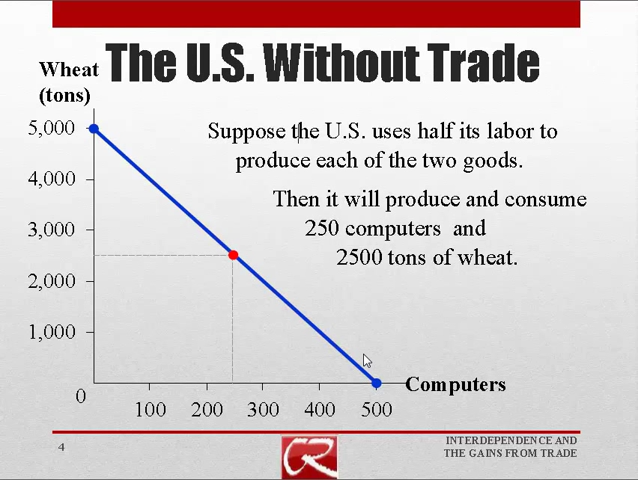 The U.S. Without Trade
Wheat
(tons)
Suppose the U.S. uses half its labor to
produce each of the two goods.
Then it will produce and consume
250 computers and
2500 tons of wheat.
5,000
4,000
3,000
2,000
1,000
0
100 200 300 400 500
Computers
4
INTERDEPENDENCE AND
THE GAINS FROM TRADE